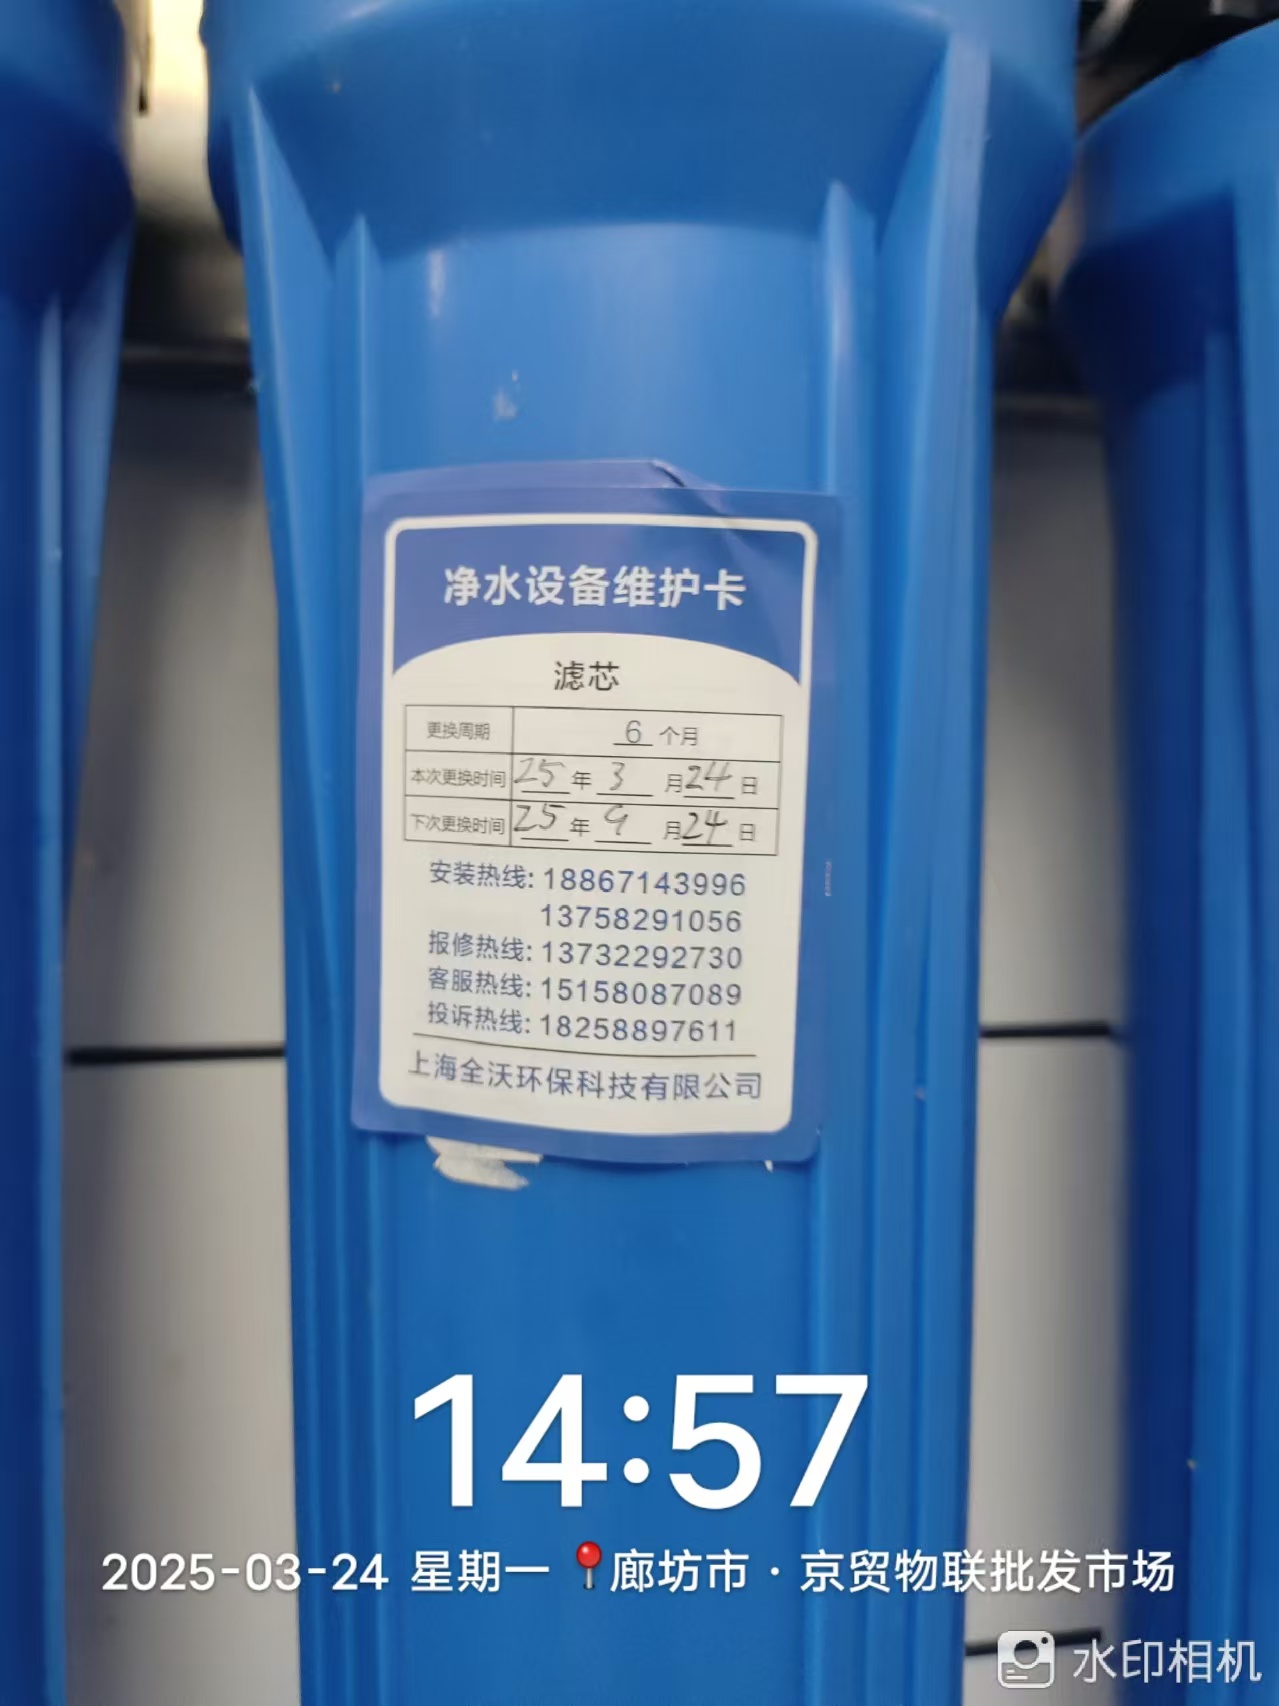 净水设备维护卡
滤芯
更换周期 6 个月
本次更换时间 25 年 3 月 24 日
下次更换时间 25 年 9 月 24 日
安装热线: 18867143996
13758291056
报修热线: 13732292730
客服热线: 15158087089
投诉热线: 18258897611
上海全沃环保科技有限公司
14:57
2025-03-24 星期一 廊坊市 · 京贸物联批发市场
水印相机